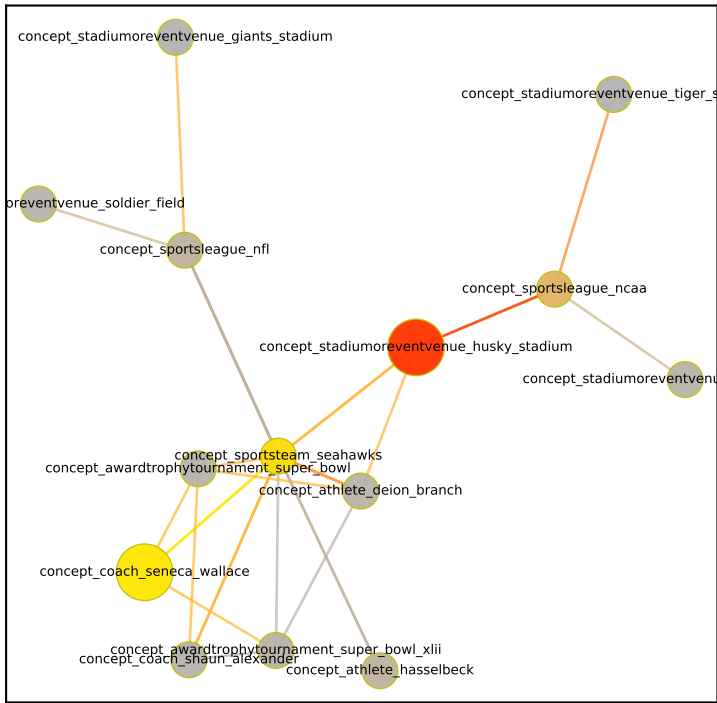 concept_stadiumoreventvenue_giants_stadium
concept_stadiumoreventvenue_tiger_s
oreventvenue_soldier_field
concept_sportsleague_nfl
concept_sportsleague_ncaa
concept_stadiumoreventvenue_husky_stadium
concept_stadiumoreventvenu
concept_sportsteam_seahawks
concept_awardtrophytournament_super_bowl
concept_athlete_deion_branch
concept_coach_seneca_wallace
concept_awardtrophytournament_super_bowl_xlii
concept_coach_shaun_alexander
concept_athlete_hasselbeck